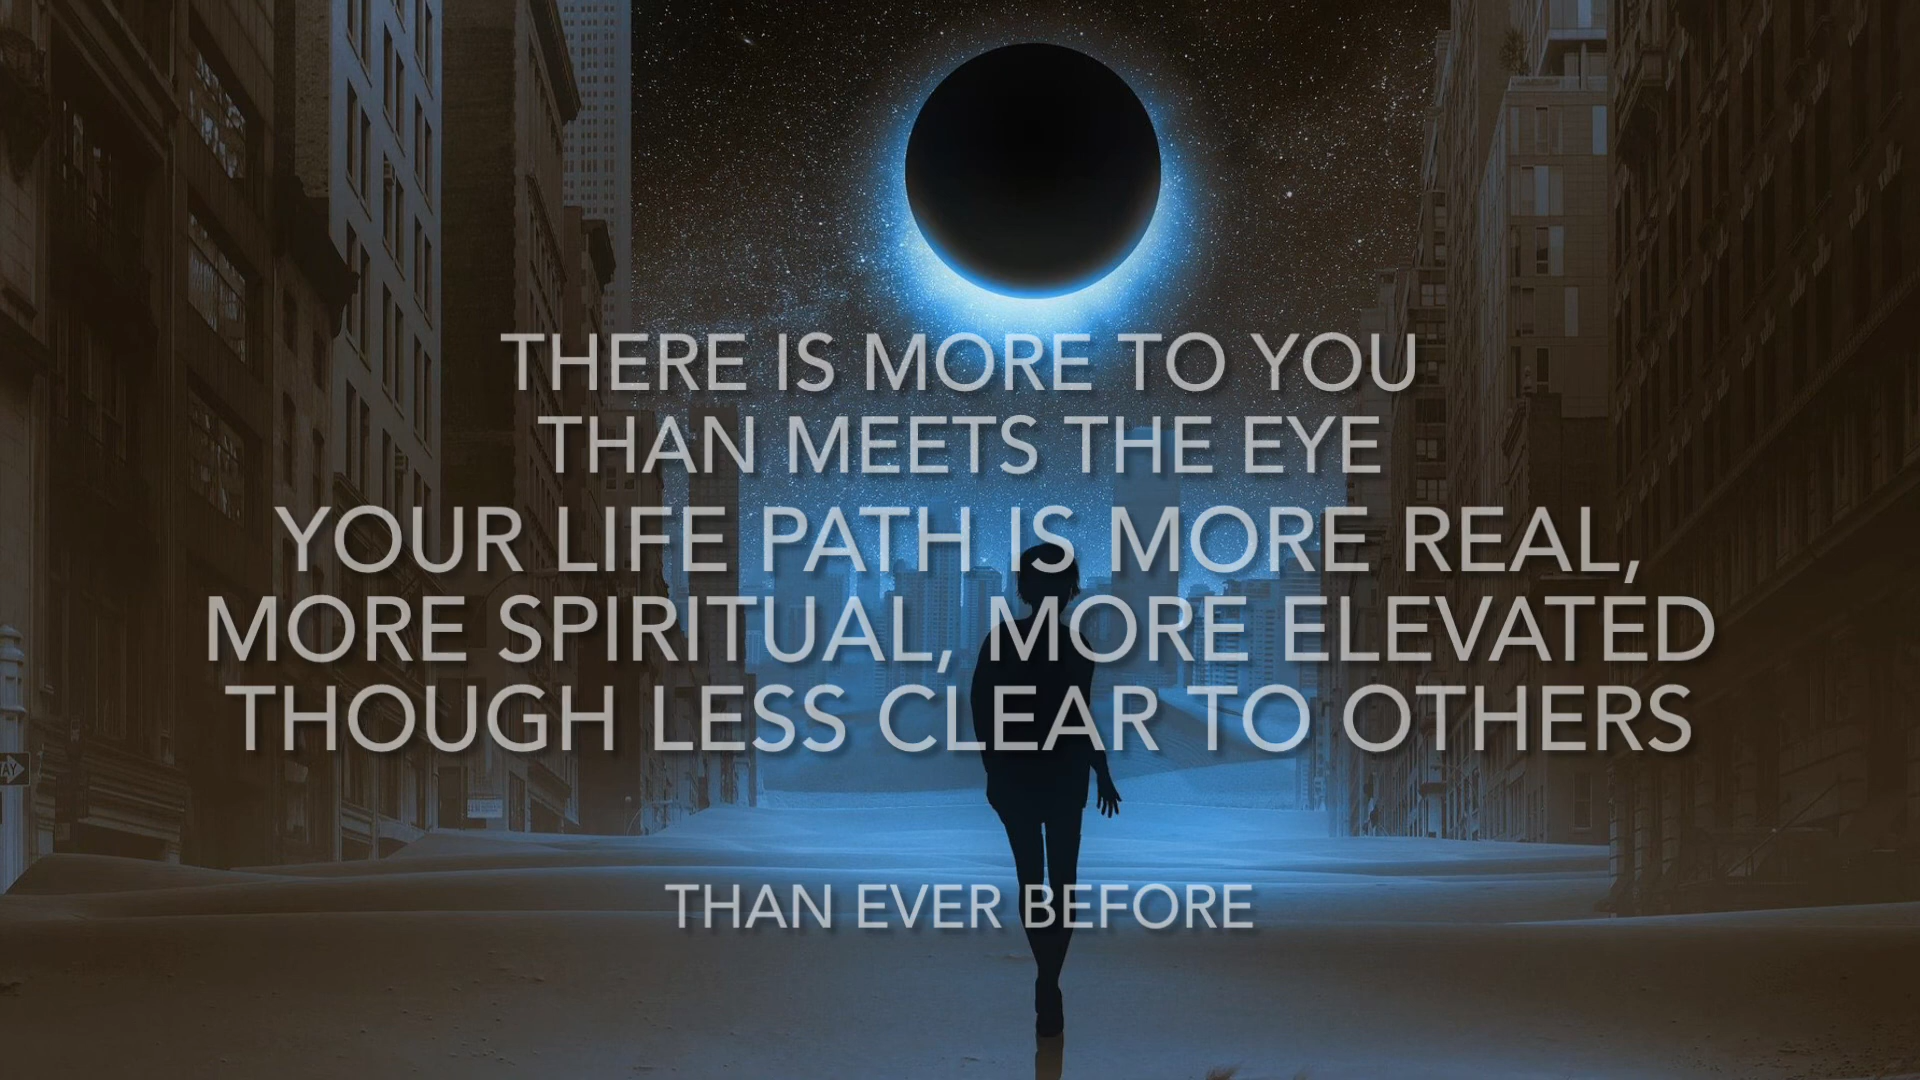 THERE IS MORE TO YOU
THAN MEETS THE EYE
YOUR LIFE PATH IS MORE REAL,
MORE SPIRITUAL, MORE ELEVATED
THOUGH LESS CLEAR TO OTHERS
THAN EVER BEFORE